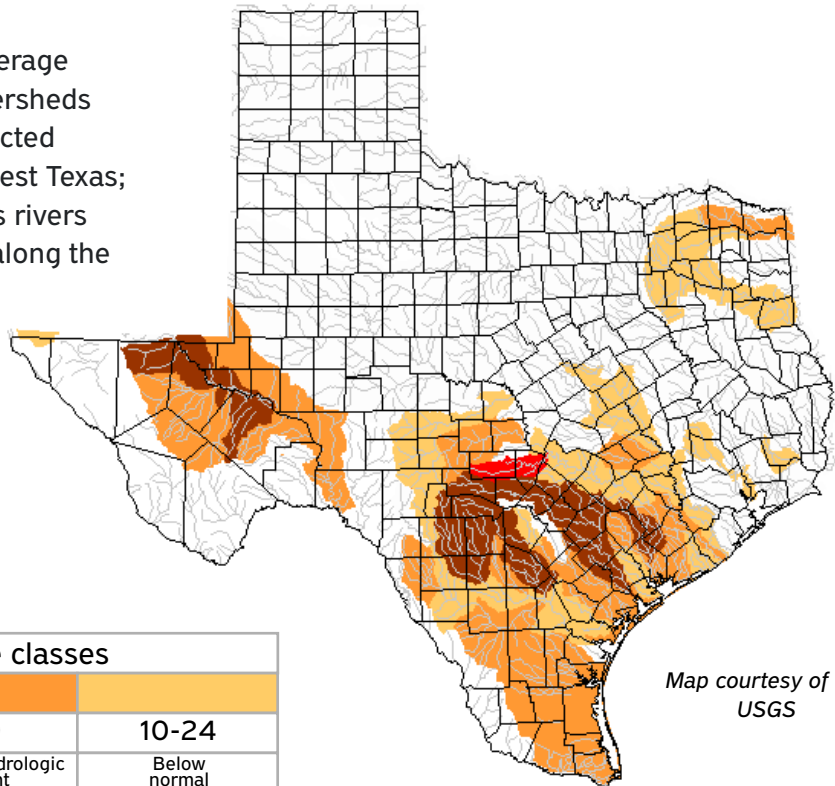 erage
ersheds
cted
est Texas;
s rivers
along the
Map courtesy of
USGS
classes
10-24
drologic
nt
Below
normal